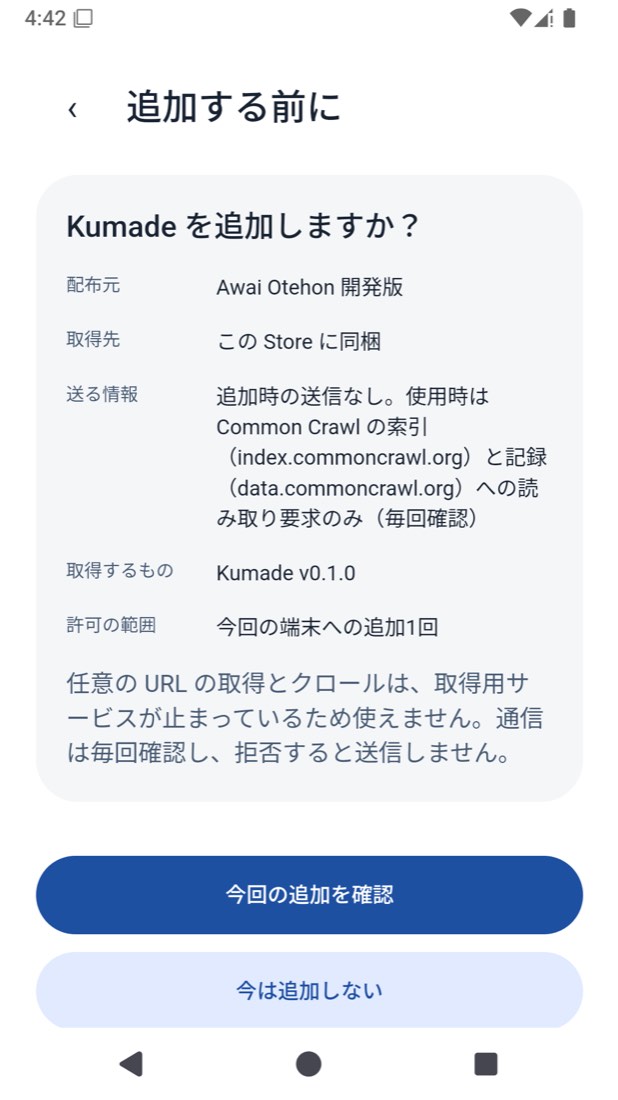 4:42
‹ 追加する前に
Kumade を追加しますか？
配布元 Awai Otehon 開発版
取得先 この Store に同梱
送る情報 追加時の送信なし。使用時は
Common Crawl の索引
（index.commoncrawl.org）と記録
（data.commoncrawl.org）への読
み取り要求のみ（毎回確認）
取得するもの Kumade v0.1.0
許可の範囲 今回の端末への追加1回
任意の URL の取得とクロールは、取得用サ
ービスが止まっているため使えません。通信
は毎回確認し、拒否すると送信しません。
今回の追加を確認
今は追加しない